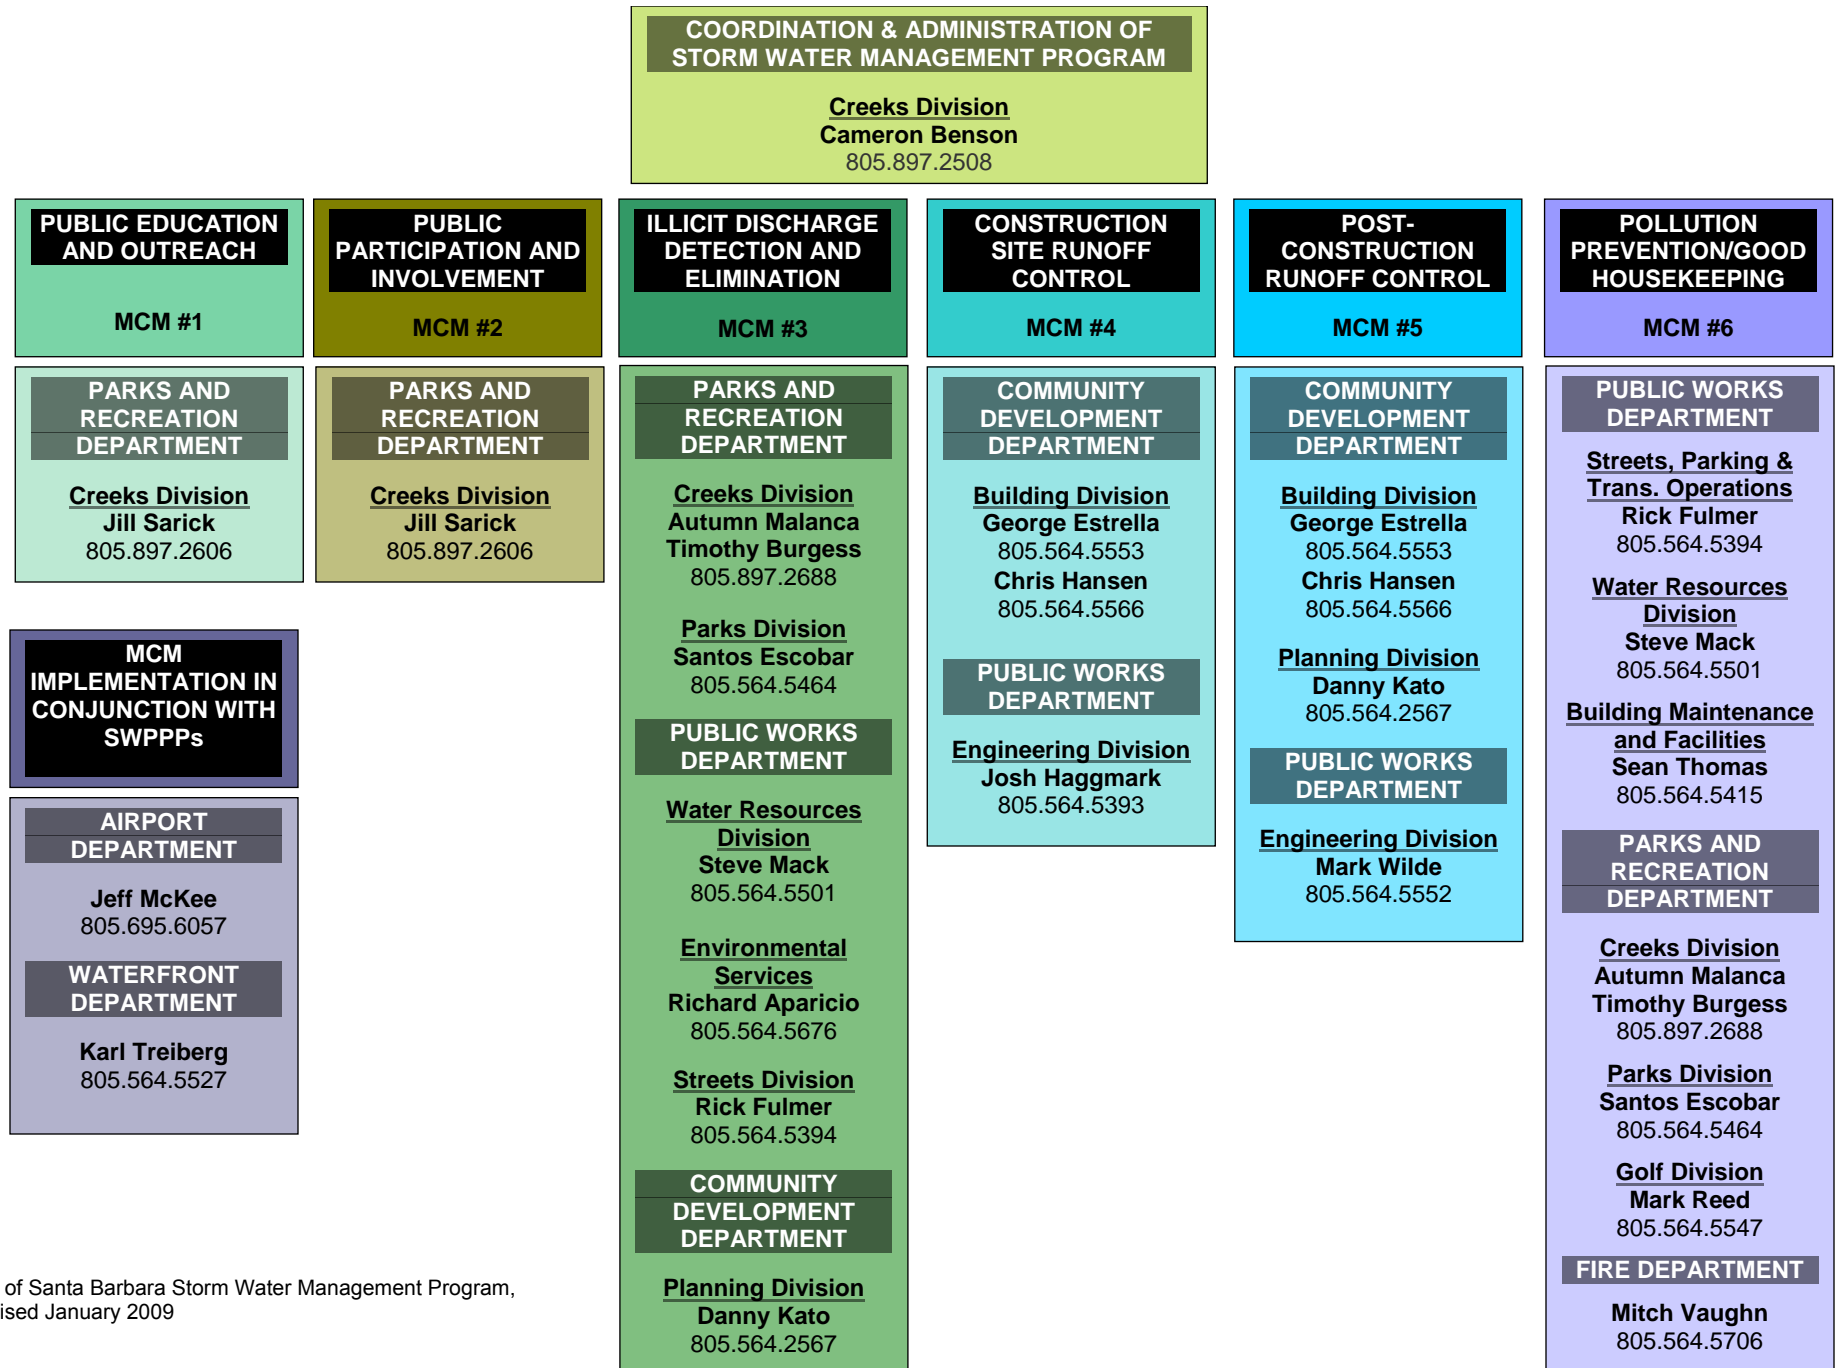 COORDINATION & ADMINISTRATION OF
STORM WATER MANAGEMENT PROGRAM
Creeks Division
Cameron Benson
805.897.2508
PUBLIC EDUCATION
AND OUTREACH
MCM #1
PARKS AND
RECREATION
DEPARTMENT
Creeks Division
Jill Sarick
805.897.2606
MCM
IMPLEMENTATION IN
CONJUNCTION WITH
SWPPPs
AIRPORT
DEPARTMENT
Jeff McKee
805.695.6057
WATERFRONT
DEPARTMENT
Karl Treiberg
805.564.5527
PUBLIC
PARTICIPATION AND
INVOLVEMENT
MCM #2
PARKS AND
RECREATION
DEPARTMENT
Creeks Division
Jill Sarick
805.897.2606
ILLICIT DISCHARGE
DETECTION AND
ELIMINATION
MCM #3
PARKS AND
RECREATION
DEPARTMENT
Creeks Division
Autumn Malanca
Timothy Burgess
805.897.2688
Parks Division
Santos Escobar
805.564.5464
PUBLIC WORKS
DEPARTMENT
Water Resources
Division
Steve Mack
805.564.5501
Environmental
Services
Richard Aparicio
805.564.5676
Streets Division
Rick Fulmer
805.564.5394
COMMUNITY
DEVELOPMENT
DEPARTMENT
Planning Division
Danny Kato
805.564.2567
CONSTRUCTION
SITE RUNOFF
CONTROL
MCM #4
COMMUNITY
DEVELOPMENT
DEPARTMENT
Building Division
George Estrella
805.564.5553
Chris Hansen
805.564.5566
PUBLIC WORKS
DEPARTMENT
Engineering Division
Josh Haggmark
805.564.5393
POST-
CONSTRUCTION
RUNOFF CONTROL
MCM #5
COMMUNITY
DEVELOPMENT
DEPARTMENT
Building Division
George Estrella
805.564.5553
Chris Hansen
805.564.5566
Planning Division
Danny Kato
805.564.2567
PUBLIC WORKS
DEPARTMENT
Engineering Division
Mark Wilde
805.564.5552
POLLUTION
PREVENTION/GOOD
HOUSEKEEPING
MCM #6
PUBLIC WORKS
DEPARTMENT
Streets, Parking &
Trans. Operations
Rick Fulmer
805.564.5394
Water Resources
Division
Steve Mack
805.564.5501
Building Maintenance
and Facilities
Sean Thomas
805.564.5415
PARKS AND
RECREATION
DEPARTMENT
Creeks Division
Autumn Malanca
Timothy Burgess
805.897.2688
Parks Division
Santos Escobar
805.564.5464
Golf Division
Mark Reed
805.564.5547
FIRE DEPARTMENT
Mitch Vaughn
805.564.5706
of Santa Barbara Storm Water Management Program,
ised January 2009